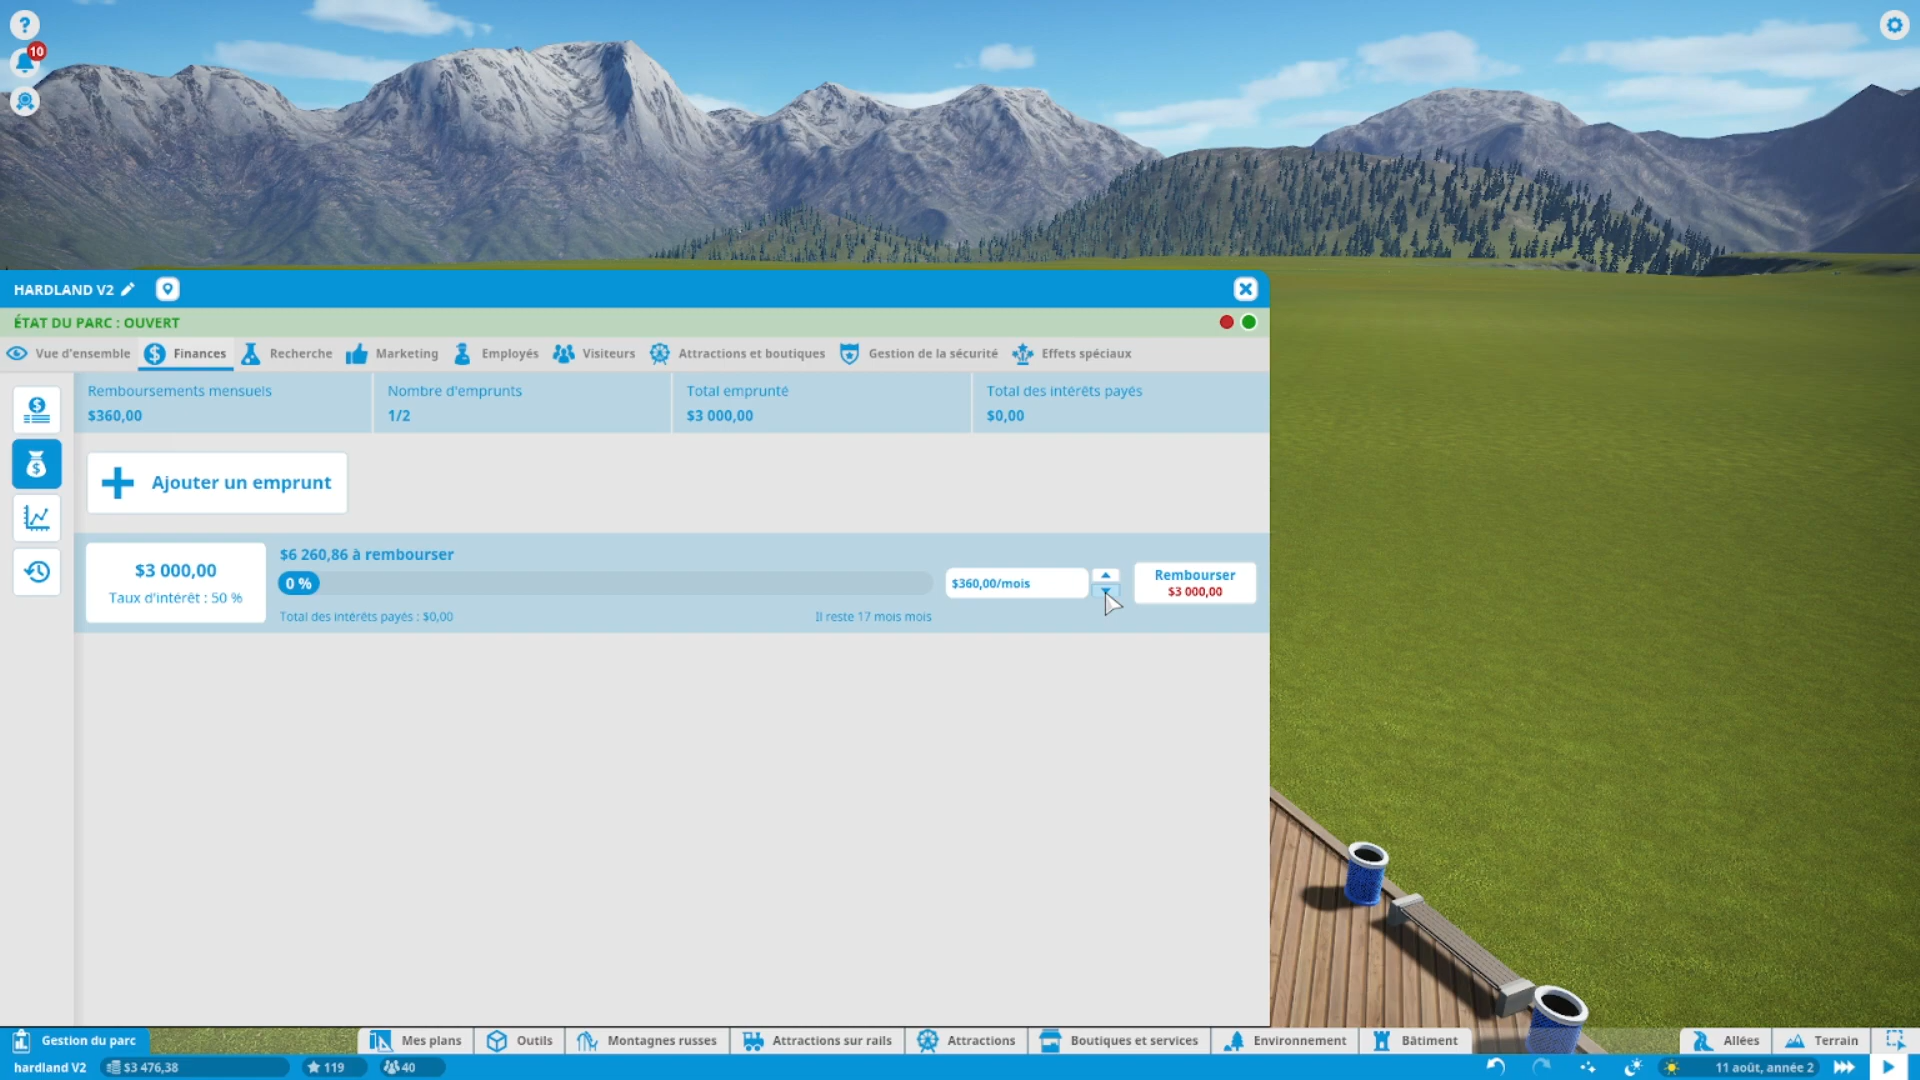 ?
10
HARDLAND V2
ÉTAT DU PARC : OUVERT
Vue d'ensemble
Finances
Recherche
Marketing
Employés
Visiteurs
Attractions et boutiques
Gestion de la sécurité
Effets spéciaux
Remboursements mensuels
$360,00
Nombre d'emprunts
1/2
Total emprunté
$3 000,00
Total des intérêts payés
$0,00
Ajouter un emprunt
$3 000,00
Taux d'intérêt : 50 %
$6 260,86 à rembourser
0 %
Total des intérêts payés : $0,00
Il reste 17 mois mois
$360,00/mois
Rembourser
$3 000,00
Gestion du parc
Mes plans
Outils
Montagnes russes
Attractions sur rails
Attractions
Boutiques et services
Environnement
Bâtiment
Allées
Terrain
hardland V2
$3 476,38
119
40
11 août, année 2